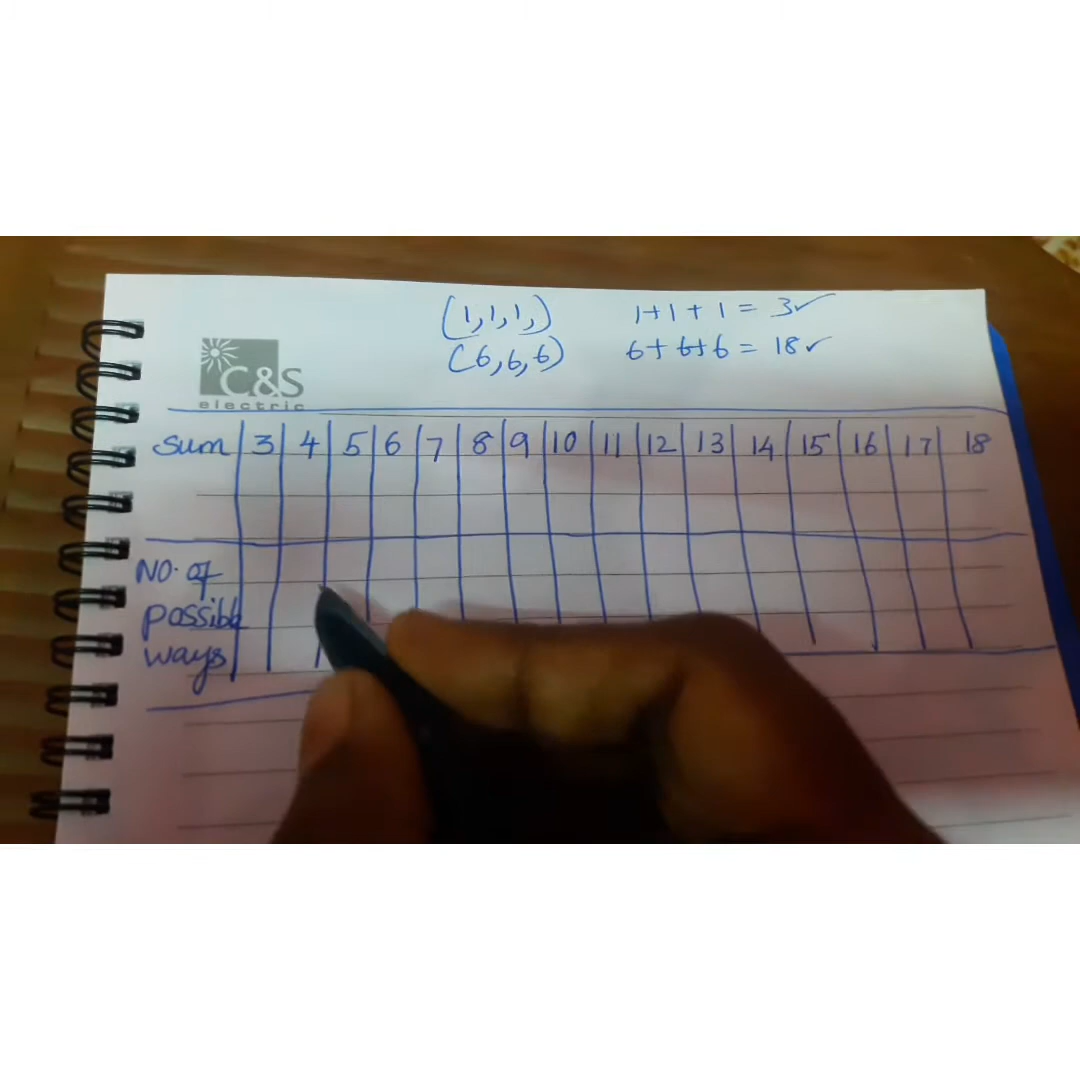 (1,1,1,) 1+1+1 = 3✓
(6,6,6) 6+6+6 = 18✓
C&S
electric
Sum 3 4 5 6 7 8 9 10 11 12 13 14 15 16 17 18
NO. of
possible
ways